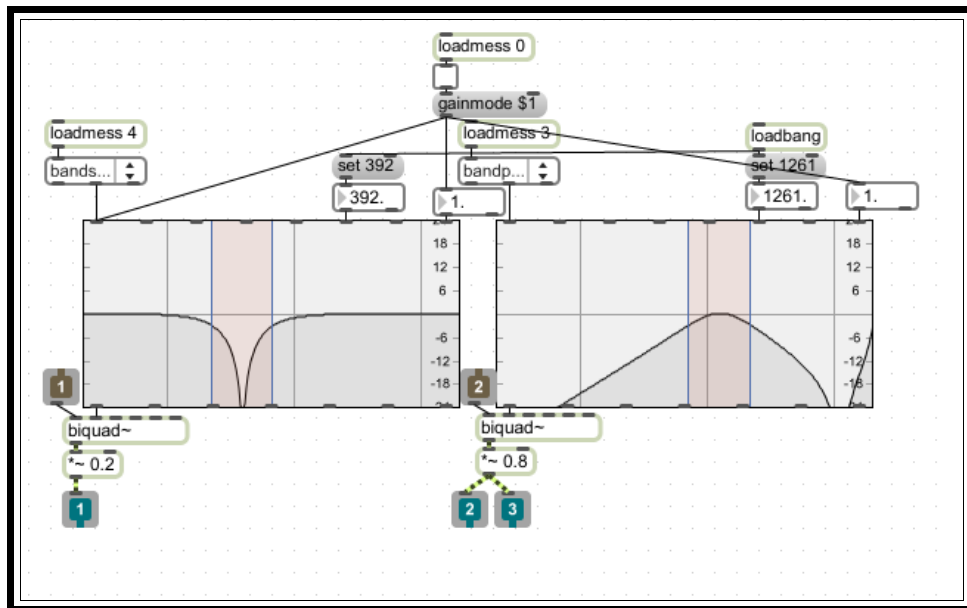 loadmess 0
gainmode $1
loadmess 4
loadmess 3
loadbang
bands...
set 392
bandp...
set 1261
392.
1.
1261.
1.
18
12
6
-6
-12
-18
18
12
6
-6
-12
-18
1
2
biquad~
biquad~
*~ 0.2
*~ 0.8
1
2
3